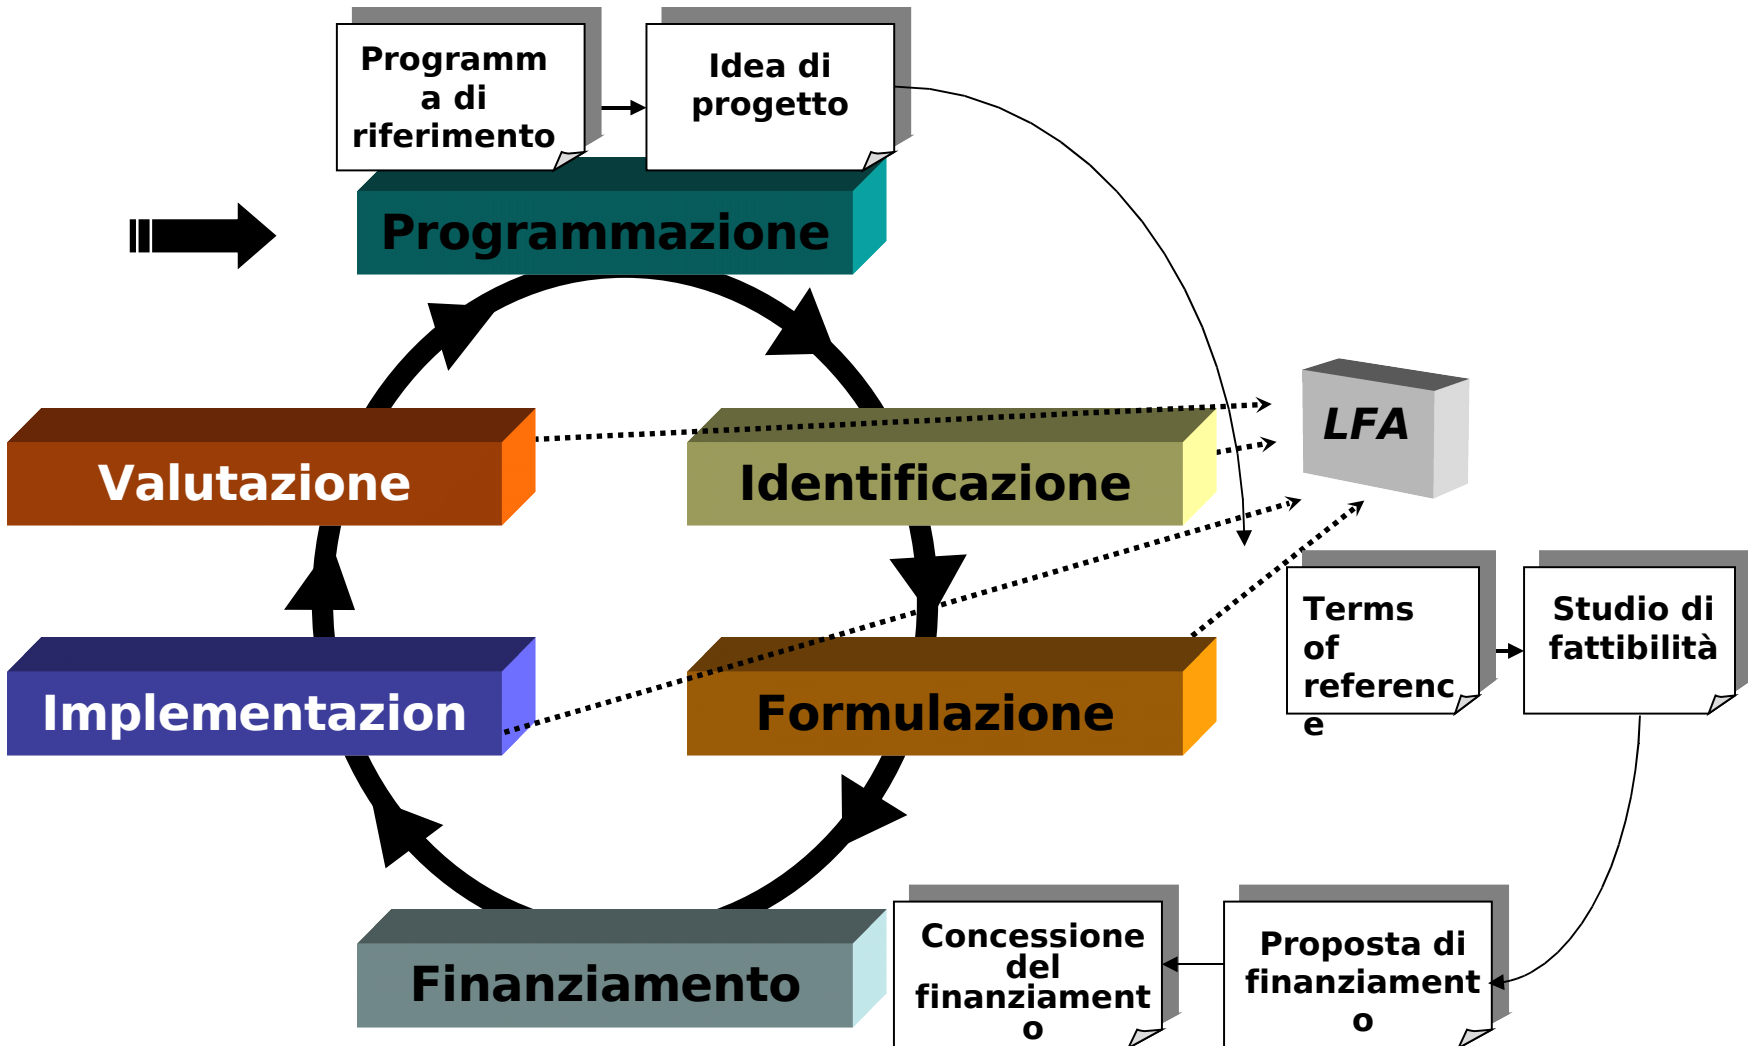 Programm
a di
riferimento
Idea di
progetto
Programmazione
LFA
Valutazione
Identificazione
Terms
of
referenc
e
Studio di
fattibilità
Implementazion
Formulazione
Concessione
del
finanziament
o
Proposta di
finanziament
o
Finanziamento